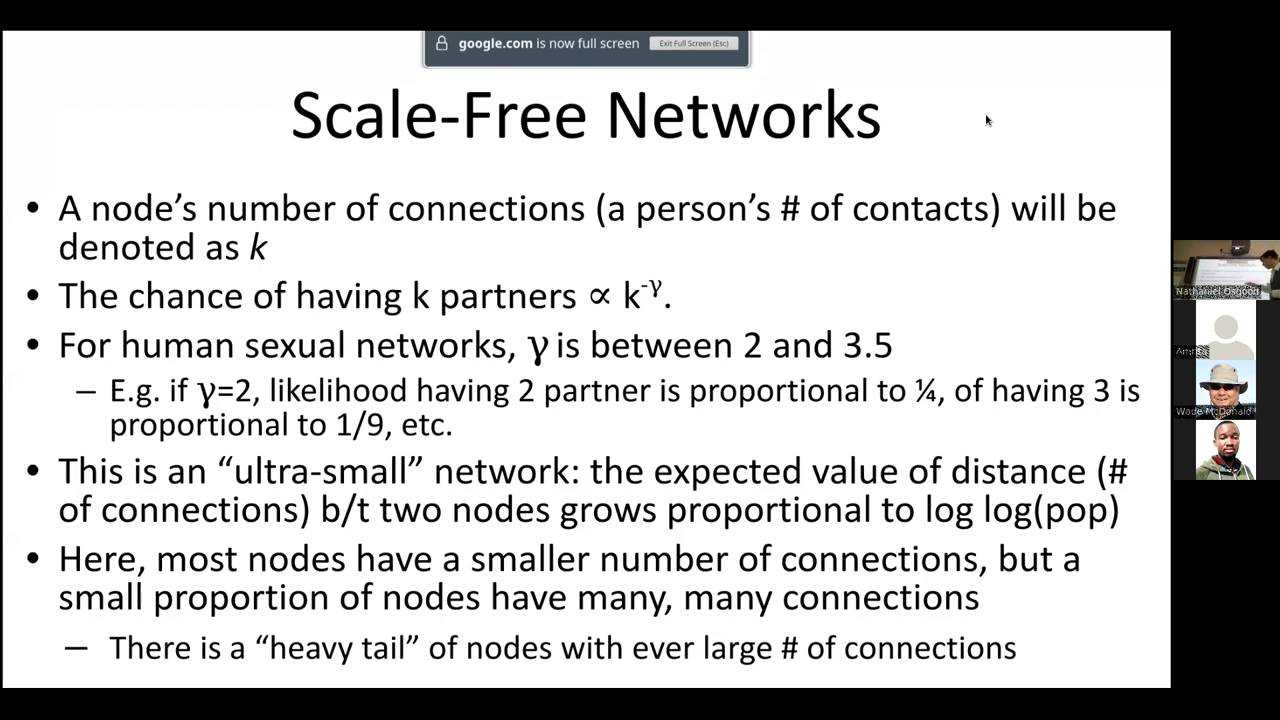 google.com is now full screen
Exit Full Screen (Esc)
Scale-Free Networks
• A node’s number of connections (a person’s # of contacts) will be
denoted as k
• The chance of having k partners ∝ k^-γ.
• For human sexual networks, γ is between 2 and 3.5
– E.g. if γ=2, likelihood having 2 partner is proportional to ¼, of having 3 is
proportional to 1/9, etc.
• This is an “ultra-small” network: the expected value of distance (#
of connections) b/t two nodes grows proportional to log log(pop)
• Here, most nodes have a smaller number of connections, but a
small proportion of nodes have many, many connections
– There is a “heavy tail” of nodes with ever large # of connections
Nathaniel Osgood
Wade McDonald